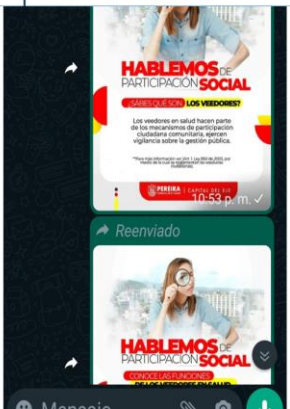 HABLEMOS DE
PARTICIPACIÓN SOCIAL
¿SABES QUÉ SON LOS VEEDORES?
Los veedores en salud hacen parte
de los mecanismos de participación
ciudadana comunitaria, ejercen
vigilancia sobre la gestión pública.
PEREIRA CAPITAL DEL EJE
10:53 p. m.
Reenviado
HABLEMOS DE
PARTICIPACIÓN SOCIAL
CONOCE LAS FUNCIONES
DE LOS VEEDORES EN SALUD
Mensaje